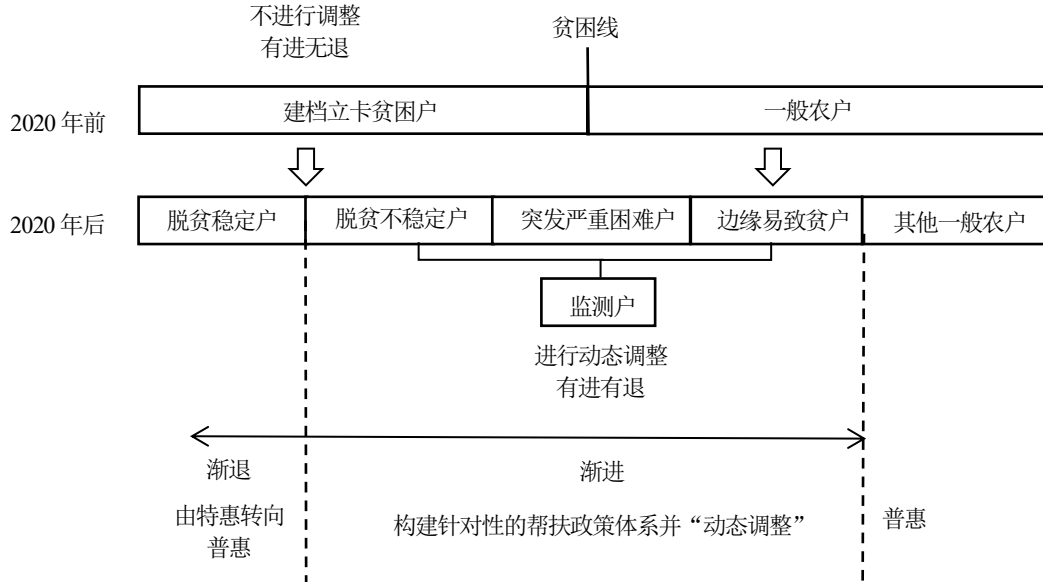 不进行调整
有进无退
贫困线
2020 年前
建档立卡贫困户
一般农户
2020 年后
脱贫稳定户
脱贫不稳定户
突发严重困难户
边缘易致贫户
其他一般农户
监测户
进行动态调整
有进有退
渐退
渐进
由特惠转向
普惠
构建针对性的帮扶政策体系并“动态调整”
普惠